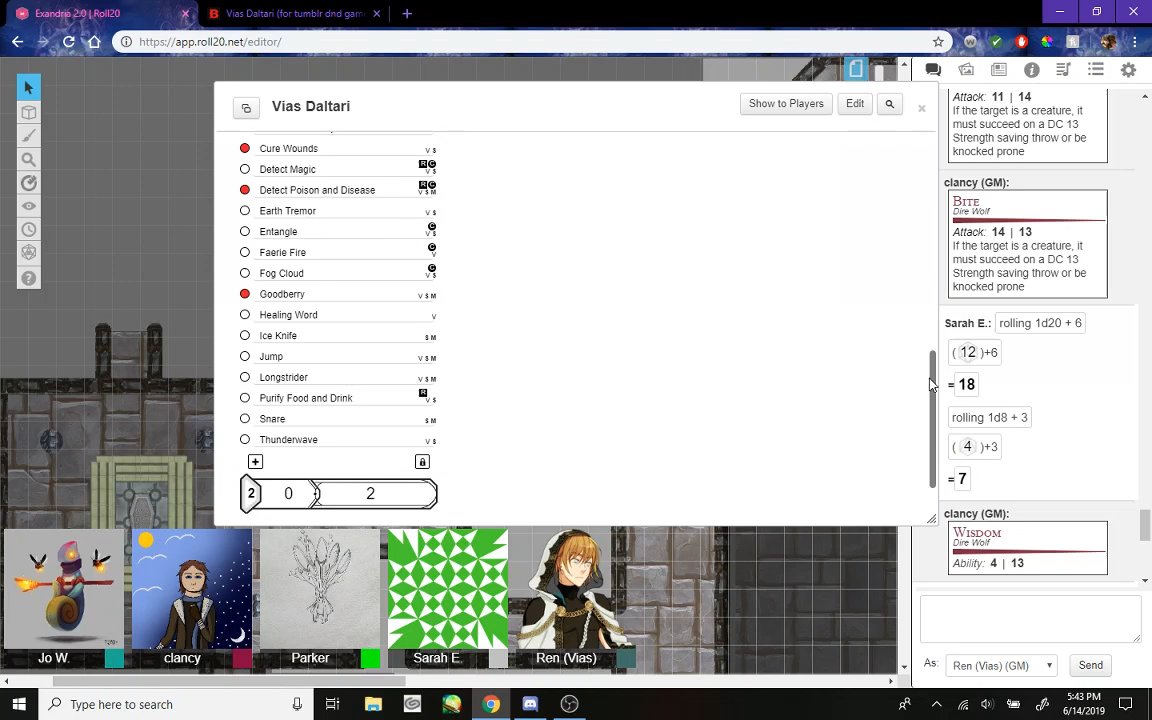 Exandria 2.0 | Roll20
Vias Daltari (for tumblr dnd gam
https://app.roll20.net/editor/
Vias Daltari
Show to Players
Edit
Cure Wounds V S
Detect Magic R C V S
Detect Poison and Disease R C V S M
Earth Tremor V S
Entangle C V S
Faerie Fire C V
Fog Cloud C V S
Goodberry V S M
Healing Word V
Ice Knife S M
Jump V S M
Longstrider V S M
Purify Food and Drink R V S
Snare S M
Thunderwave V S
2 0 2
Attack: 11 | 14
If the target is a creature, it
must succeed on a DC 13
Strength saving throw or be
knocked prone
clancy (GM):
Bite
Dire Wolf
Attack: 14 | 13
If the target is a creature, it
must succeed on a DC 13
Strength saving throw or be
knocked prone
Sarah E.: rolling 1d20 + 6
( 12 )+6
= 18
rolling 1d8 + 3
( 4 )+3
= 7
clancy (GM):
Wisdom
Dire Wolf
Ability: 4 | 13
As: Ren (Vias) (GM)
Send
Jo W.
clancy
Parker
Sarah E.
Ren (Vias)
Type here to search
5:43 PM
6/14/2019